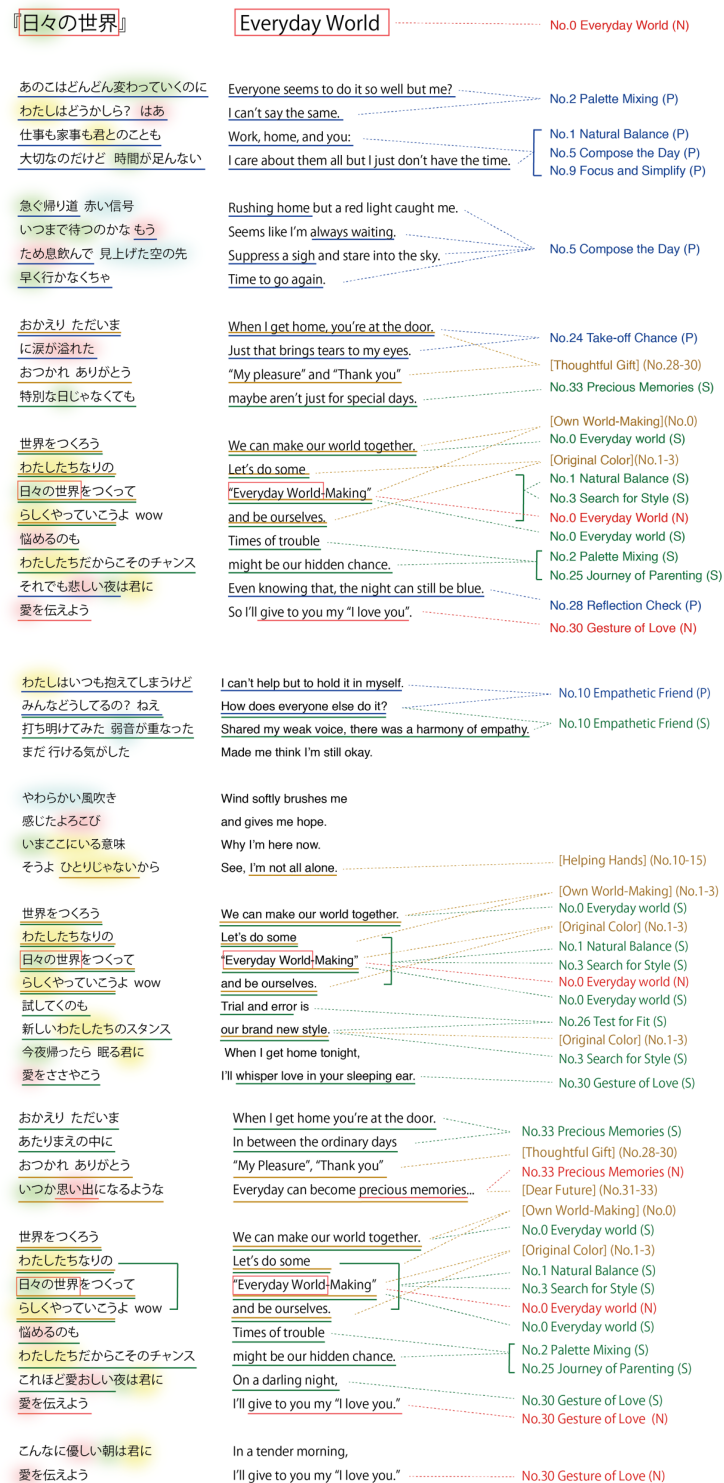 『日々の世界』 Everyday World No.0 Everyday World (N)
あのこはどんどん変わっていくのに Everyone seems to do it so well but me?
わたしはどうかしら? はあ I can't say the same. No.2 Palette Mixing (P)
仕事も家事も君とのことも Work, home, and you: No.1 Natural Balance (P)
大切なのだけど 時間が足んない I care about them all but I just don't have the time. No.5 Compose the Day (P)
No.9 Focus and Simplify (P)
急ぐ帰り道 赤い信号 Rushing home but a red light caught me.
いつまで待つのかな もう Seems like I'm always waiting.
ため息飲んで 見上げた空の先 Suppress a sigh and stare into the sky. No.5 Compose the Day (P)
早く行かなくちゃ Time to go again.
おかえり ただいま When I get home, you're at the door. No.24 Take-off Chance (P)
に涙が溢れた Just that brings tears to my eyes. [Thoughtful Gift] (No.28-30)
おつかれ ありがとう "My pleasure" and "Thank you" No.33 Precious Memories (S)
特別な日じゃなくても maybe aren't just for special days.
[Own World-Making](No.0)
世界をつくろう We can make our world together. No.0 Everyday world (S)
わたしたちなりの Let's do some [Original Color](No.1-3)
日々の世界をつくって "Everyday World-Making" No.1 Natural Balance (S)
No.3 Search for Style (S)
らしくやっていこうよ wow and be ourselves. No.0 Everyday World (N)
No.0 Everyday world (S)
悩めるのも Times of trouble No.2 Palette Mixing (S)
わたしたちだからこそのチャンス might be our hidden chance. No.25 Journey of Parenting (S)
それでも悲しい夜は君に Even knowing that, the night can still be blue. No.28 Reflection Check (P)
愛を伝えよう So I'll give to you my "I love you". No.30 Gesture of Love (N)
わたしはいつも抱えてしまうけど I can't help but to hold it in myself. No.10 Empathetic Friend (P)
みんなどうしてるの? ねえ How does everyone else do it?
打ち明けてみた 弱音が重なった Shared my weak voice, there was a harmony of empathy. No.10 Empathetic Friend (S)
まだ 行ける気がした Made me think I'm still okay.
やわらかい風吹き Wind softly brushes me
感じたよろこび and gives me hope.
いまここにいる意味 Why I'm here now.
そうよ ひとりじゃないから See, I'm not all alone. [Helping Hands] (No.10-15)
[Own World-Making] (No.1-3)
世界をつくろう We can make our world together. No.0 Everyday world (S)
わたしたちなりの Let's do some [Original Color] (No.1-3)
日々の世界をつくって "Everyday World-Making" No.1 Natural Balance (S)
No.3 Search for Style (S)
らしくやっていこうよ wow and be ourselves. No.0 Everyday world (N)
No.0 Everyday world (S)
試してくのも Trial and error is No.26 Test for Fit (S)
新しいわたしたちのスタンス our brand new style. [Original Color] (No.1-3)
今夜帰ったら 眠る君に When I get home tonight, No.3 Search for Style (S)
愛をささやこう I'll whisper love in your sleeping ear. No.30 Gesture of Love (S)
おかえり ただいま When I get home you're at the door. No.33 Precious Memories (S)
あたりまえの中に In between the ordinary days [Thoughtful Gift] (No.28-30)
おつかれ ありがとう "My Pleasure", "Thank you" No.33 Precious Memories (N)
いつか思い出になるような Everyday can become precious memories... [Dear Future] (No.31-33)
[Own World-Making] (No.0)
世界をつくろう We can make our world together. No.0 Everyday world (S)
わたしたちなりの Let's do some [Original Color] (No.1-3)
日々の世界をつくって "Everyday World-Making" No.1 Natural Balance (S)
No.3 Search for Style (S)
らしくやっていこうよ wow and be ourselves. No.0 Everyday world (N)
No.0 Everyday world (S)
悩めるのも Times of trouble No.2 Palette Mixing (S)
わたしたちだからこそのチャンス might be our hidden chance. No.25 Journey of Parenting (S)
これほど愛おしい夜は君に On a darling night, No.30 Gesture of Love (S)
愛を伝えよう I'll give to you my "I love you." No.30 Gesture of Love (N)
こんなに優しい朝は君に In a tender morning,
愛を伝えよう I'll give to you my "I love you." No.30 Gesture of Love (N)